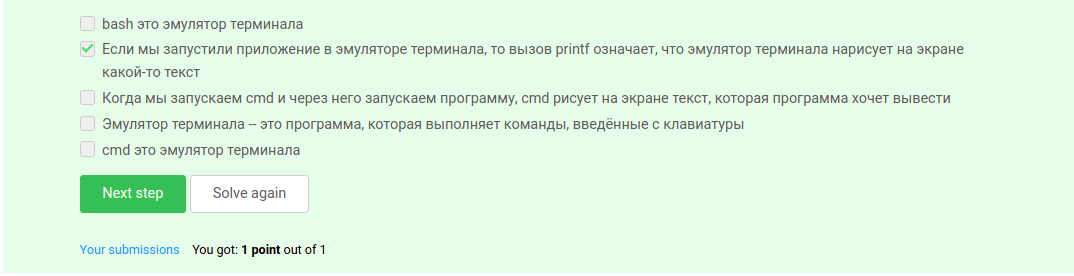 bash это эмулятор терминала
Если мы запустили приложение в эмуляторе терминала, то вызов printf означает, что эмулятор терминала нарисует на экране
какой-то текст
Когда мы запускаем cmd и через него запускаем программу, cmd рисует на экране текст, которая программа хочет вывести
Эмулятор терминала -- это программа, которая выполняет команды, введённые с клавиатуры
cmd это эмулятор терминала
Next step Solve again
Your submissions You got: 1 point out of 1